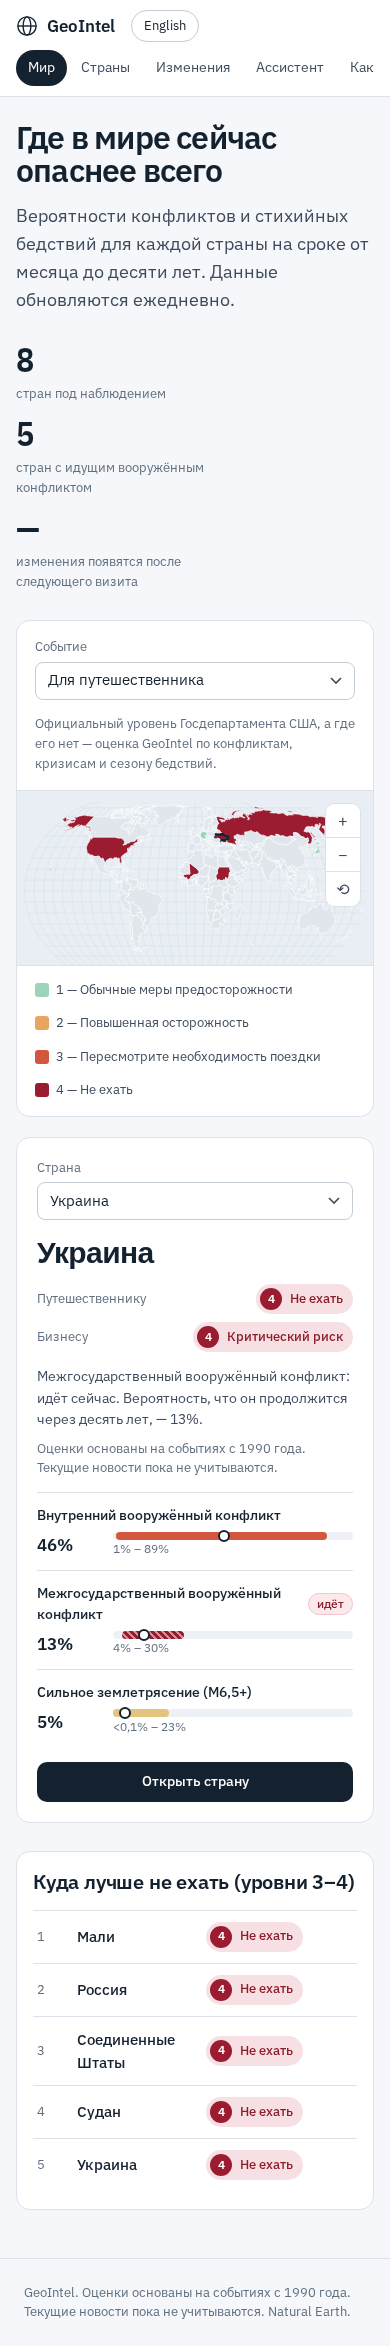 GeoIntel English
Мир Страны Изменения Ассистент Как
Где в мире сейчас
опаснее всего
Вероятности конфликтов и стихийных
бедствий для каждой страны на сроке от
месяца до десяти лет. Данные
обновляются ежедневно.
8
стран под наблюдением
5
стран с идущим вооружённым
конфликтом
—
изменения появятся после
следующего визита
Событие
Для путешественника
Официальный уровень Госдепартамента США, а где
его нет — оценка GeoIntel по конфликтам,
кризисам и сезону бедствий.
+
−
⟲
1 — Обычные меры предосторожности
2 — Повышенная осторожность
3 — Пересмотрите необходимость поездки
4 — Не ехать
Страна
Украина
Украина
Путешественнику 4 Не ехать
Бизнесу 4 Критический риск
Межгосударственный вооружённый конфликт:
идёт сейчас. Вероятность, что он продолжится
через десять лет, — 13%.
Оценки основаны на событиях с 1990 года.
Текущие новости пока не учитываются.
Внутренний вооружённый конфликт
46%
1% – 89%
Межгосударственный вооружённый
конфликт
идёт
13%
4% – 30%
Сильное землетрясение (M6,5+)
5%
<0,1% – 23%
Открыть страну
Куда лучше не ехать (уровни 3–4)
1 Мали 4 Не ехать
2 Россия 4 Не ехать
3 Соединенные
Штаты 4 Не ехать
4 Судан 4 Не ехать
5 Украина 4 Не ехать
GeoIntel. Оценки основаны на событиях с 1990 года.
Текущие новости пока не учитываются. Natural Earth.